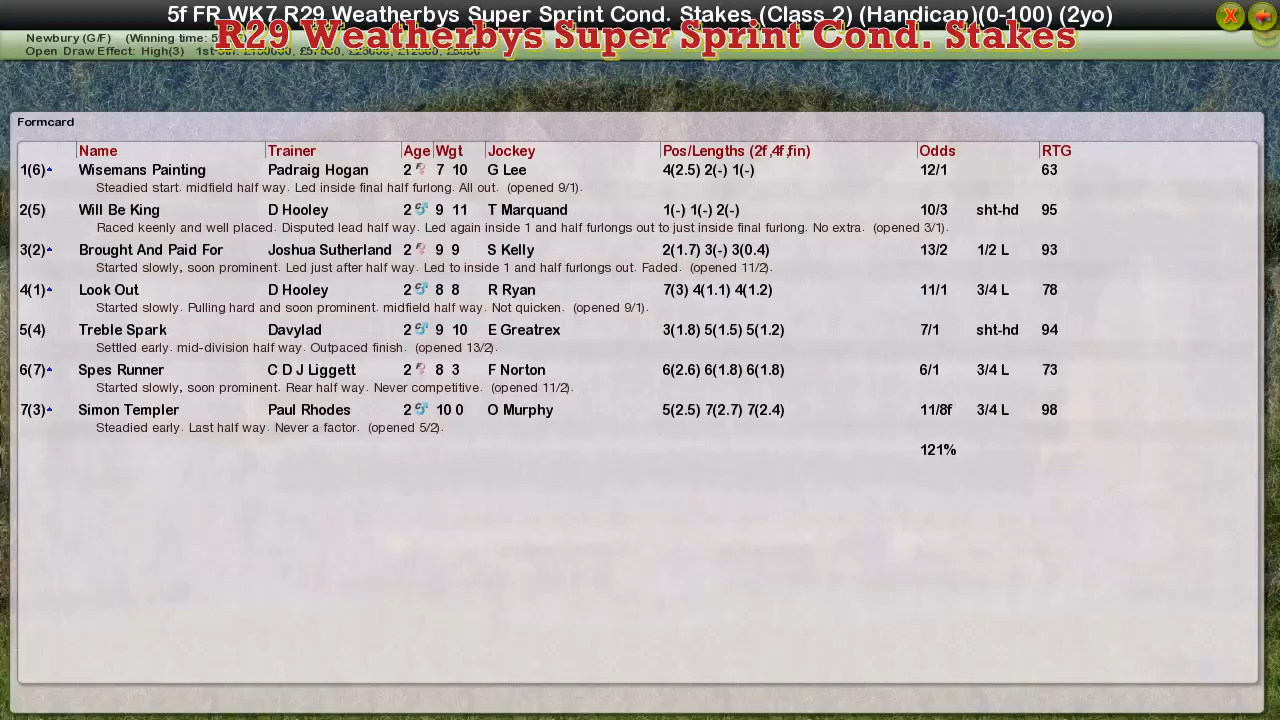 5f FR WK7 R29 Weatherbys Super Sprint Cond. Stakes (Class 2) (Handicap)(0-100) (2yo)
R29 Weatherbys Super Sprint Cond. Stakes
Newbury (G/F) (Winning time:
Open Draw Effect: High(3)
Formcard
Name Trainer Age Wgt Jockey Pos/Lengths (2f,4f,fin) Odds RTG
1(6) Wisemans Painting Padraig Hogan 2 7 10 G Lee 4(2.5) 2(-) 1(-) 12/1 63
Steadied start. midfield half way. Led inside final half furlong. All out. (opened 9/1).
2(5) Will Be King D Hooley 2 9 11 T Marquand 1(-) 1(-) 2(-) 10/3 sht-hd 95
Raced keenly and well placed. Disputed lead half way. Led again inside 1 and half furlongs out to just inside final furlong. No extra. (opened 3/1).
3(2) Brought And Paid For Joshua Sutherland 2 9 9 S Kelly 2(1.7) 3(-) 3(0.4) 13/2 1/2 L 93
Started slowly, soon prominent. Led just after half way. Led to inside 1 and half furlongs out. Faded. (opened 11/2).
4(1) Look Out D Hooley 2 8 8 R Ryan 7(3) 4(1.1) 4(1.2) 11/1 3/4 L 78
Started slowly. Pulling hard and soon prominent. midfield half way. Not quicken. (opened 9/1).
5(4) Treble Spark Davylad 2 9 10 E Greatrex 3(1.8) 5(1.5) 5(1.2) 7/1 sht-hd 94
Settled early. mid-division half way. Outpaced finish. (opened 13/2).
6(7) Spes Runner C D J Liggett 2 8 3 F Norton 6(2.6) 6(1.8) 6(1.8) 6/1 3/4 L 73
Started slowly, soon prominent. Rear half way. Never competitive. (opened 11/2).
7(3) Simon Templer Paul Rhodes 2 10 0 O Murphy 5(2.5) 7(2.7) 7(2.4) 11/8f 3/4 L 98
Steadied early. Last half way. Never a factor. (opened 5/2).
121%